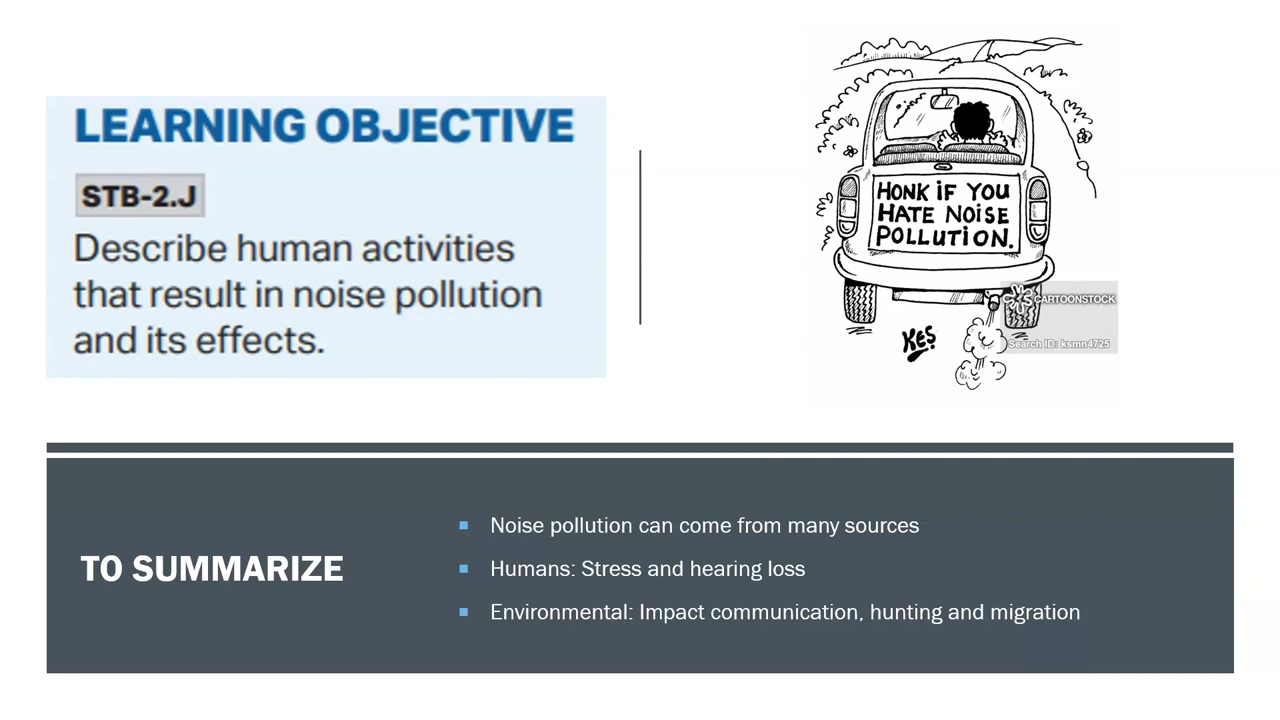 LEARNING OBJECTIVE
STB-2.J
Describe human activities
that result in noise pollution
and its effects.
HONK iF YOU
HATE NOiSE
POLLUTiON.
CARTOONSTOCK
Search ID: ksmn4725
KES
TO SUMMARIZE
Noise pollution can come from many sources
Humans: Stress and hearing loss
Environmental: Impact communication, hunting and migration